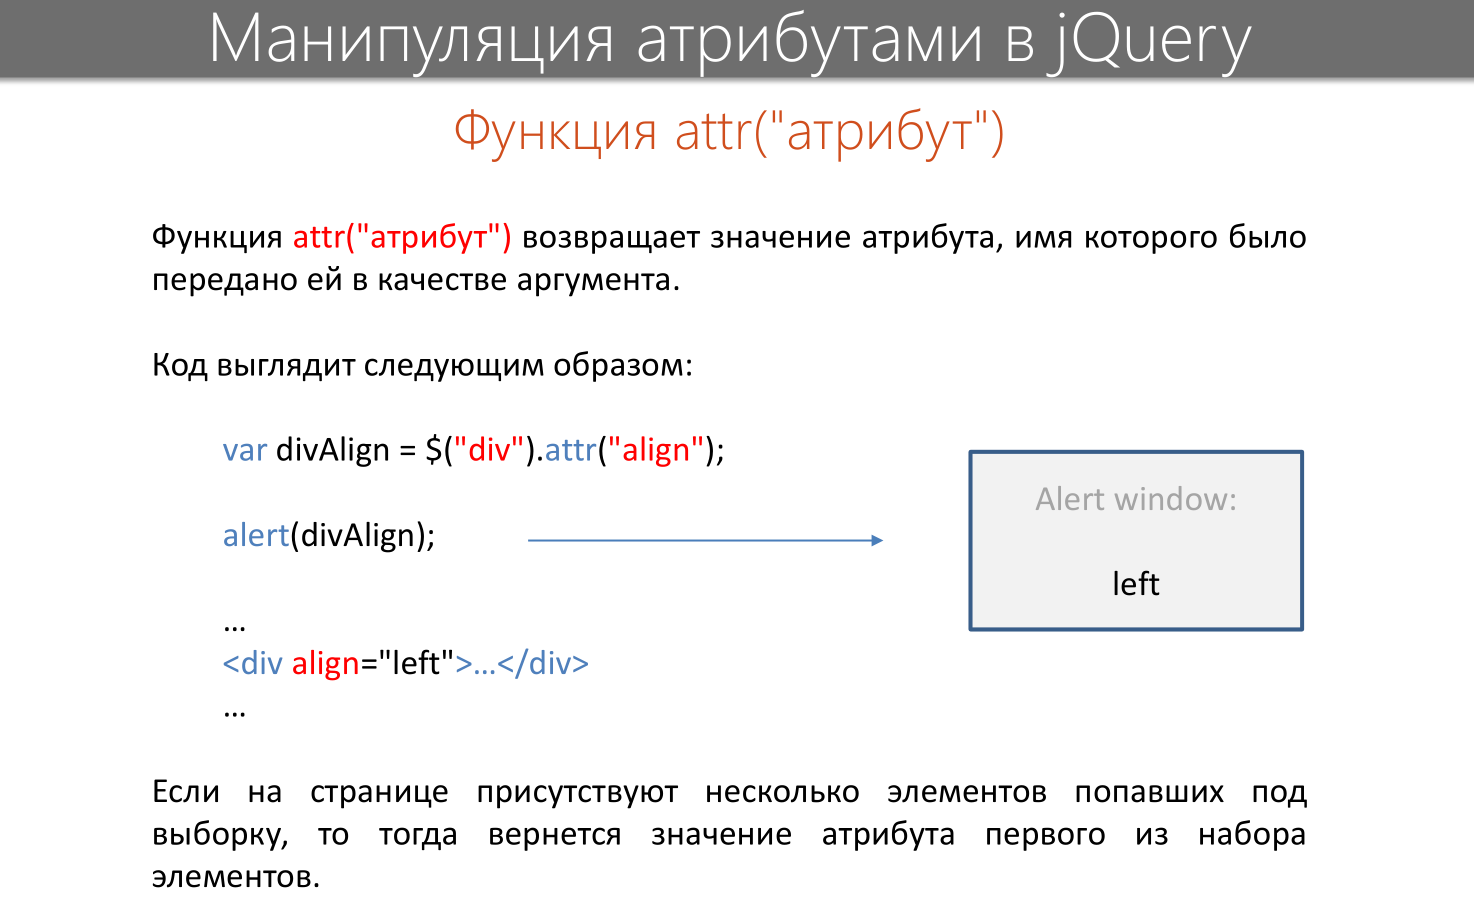 Манипуляция атрибутами в jQuery
Функция attr("атрибут")
Функция attr("атрибут") возвращает значение атрибута, имя которого было
передано ей в качестве аргумента.
Код выглядит следующим образом:
var divAlign = $("div").attr("align");
alert(divAlign);
Alert window:
left
...
<div align="left">...</div>
...
Если на странице присутствуют несколько элементов попавших под
выборку, то тогда вернется значение атрибута первого из набора
элементов.